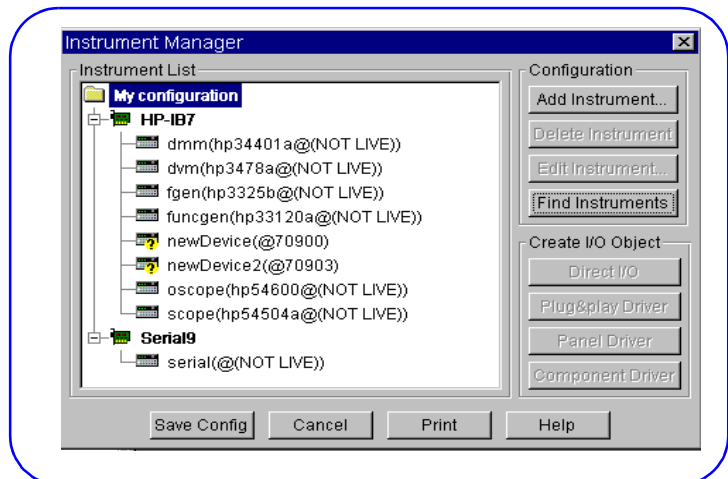 Instrument Manager
Instrument List
My configuration
HP-IB7
dmm(hp34401a@(NOT LIVE))
dvm(hp3478a@(NOT LIVE))
fgen(hp3325b@(NOT LIVE))
funcgen(hp33120a@(NOT LIVE))
newDevice(@70900)
newDevice2(@70903)
oscope(hp54600@(NOT LIVE))
scope(hp54504a@(NOT LIVE))
Serial9
serial(@(NOT LIVE))
Configuration
Add Instrument...
Delete Instrument
Edit Instrument...
Find Instruments
Create I/O Object
Direct I/O
Plug&play Driver
Panel Driver
Component Driver
Save Config
Cancel
Print
Help